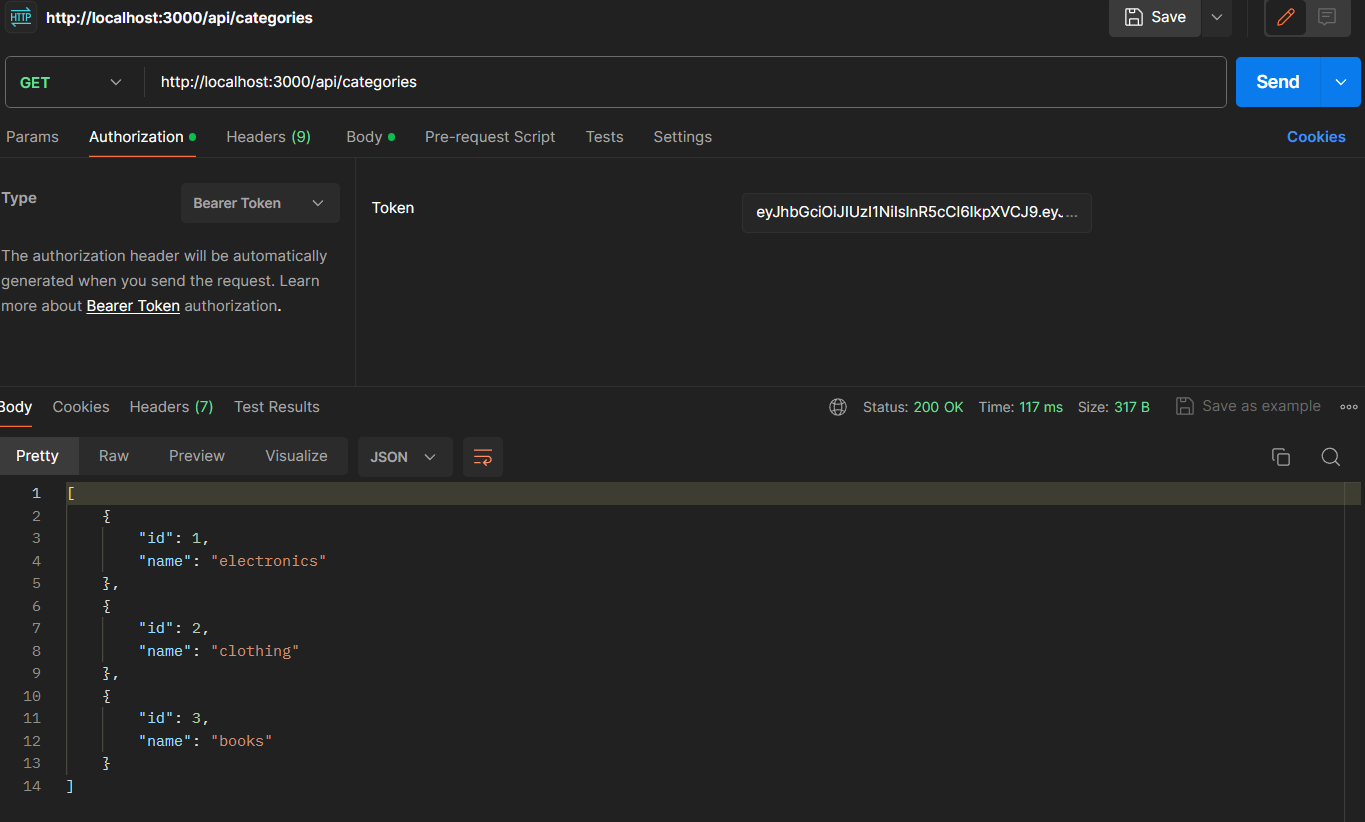 HTTP http://localhost:3000/api/categories Save
GET http://localhost:3000/api/categories Send
Params Authorization Headers (9) Body Pre-request Script Tests Settings Cookies
Type Bearer Token
Token eyJhbGciOiJIUzI1NiIsInR5cCI6IkpXVCJ9.eyJ...
The authorization header will be automatically
generated when you send the request. Learn
more about Bearer Token authorization.
Body Cookies Headers (7) Test Results Status: 200 OK Time: 117 ms Size: 317 B Save as example
Pretty Raw Preview Visualize JSON
1 [
2 {
3 "id": 1,
4 "name": "electronics"
5 },
6 {
7 "id": 2,
8 "name": "clothing"
9 },
10 {
11 "id": 3,
12 "name": "books"
13 }
14 ]